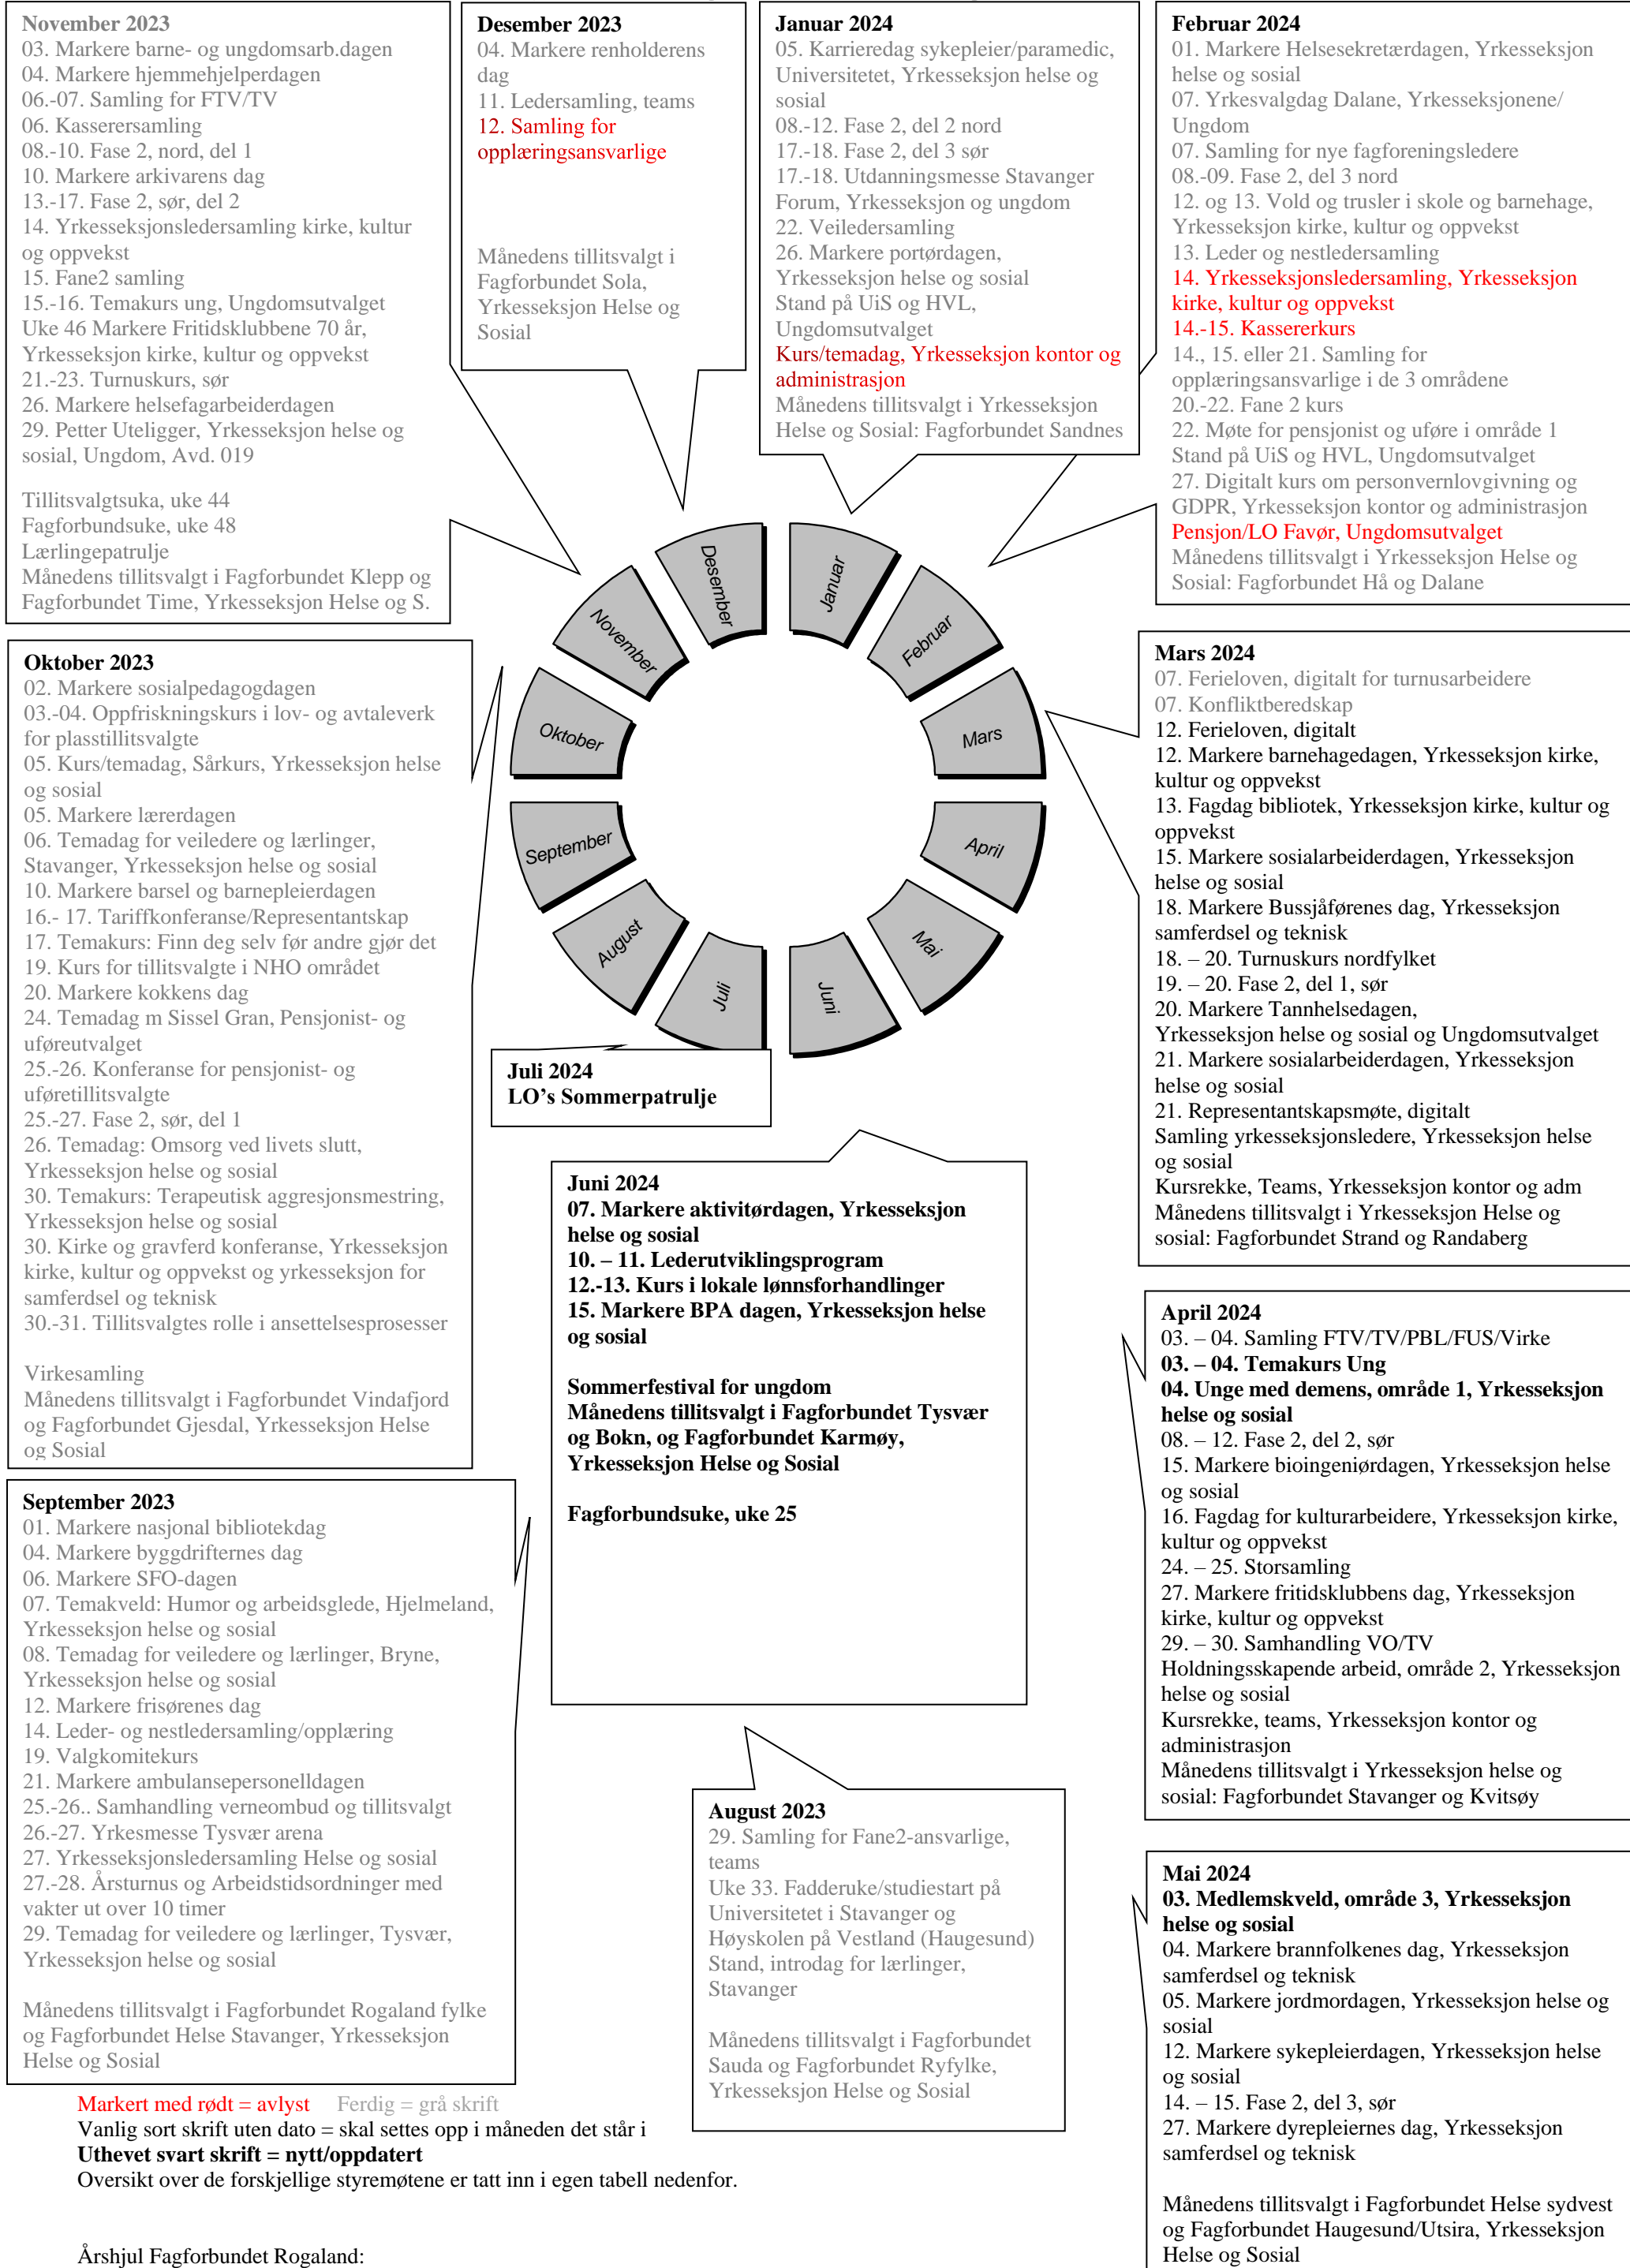 November 2023
03. Markere barne- og ungdomsarb.dagen
04. Markere hjemmehjelperdagen
06.-07. Samling for FTV/TV
06. Kasserersamling
08.-10. Fase 2, nord, del 1
10. Markere arkivarens dag
13.-17. Fase 2, sør, del 2
14. Yrkesseksjonsledersamling kirke, kultur
og oppvekst
15. Fane2 samling
15.-16. Temakurs ung, Ungdomsutvalget
Uke 46 Markere Fritidsklubbene 70 år,
Yrkesseksjon kirke, kultur og oppvekst
21.-23. Turnuskurs, sør
26. Markere helsefagarbeiderdagen
29. Petter Uteligger, Yrkesseksjon helse og
sosial, Ungdom, Avd. 019
Tillitsvalgtsuka, uke 44
Fagforbundsuke, uke 48
Lærlingepatrulje
Månedens tillitsvalgt i Fagforbundet Klepp og
Fagforbundet Time, Yrkesseksjon Helse og S.
Desember 2023
04. Markere renholderens
dag
11. Ledersamling, teams
12. Samling for
opplæringsansvarlige
Månedens tillitsvalgt i
Fagforbundet Sola,
Yrkesseksjon Helse og
Sosial
Januar 2024
05. Karrieredag sykepleier/paramedic,
Universitetet, Yrkesseksjon helse og
sosial
08.-12. Fase 2, del 2 nord
17.-18. Fase 2, del 3 sør
17.-18. Utdanningsmesse Stavanger
Forum, Yrkesseksjon og ungdom
22. Veiledersamling
26. Markere portørdagen,
Yrkesseksjon helse og sosial
Stand på UiS og HVL,
Ungdomsutvalget
Kurs/temadag, Yrkesseksjon kontor og
administrasjon
Månedens tillitsvalgt i Yrkesseksjon
Helse og Sosial: Fagforbundet Sandnes
Februar 2024
01. Markere Helsesekretærdagen, Yrkesseksjon
helse og sosial
07. Yrkesvalgdag Dalane, Yrkesseksjonene/
Ungdom
07. Samling for nye fagforeningsledere
08.-09. Fase 2, del 3 nord
12. og 13. Vold og trusler i skole og barnehage,
Yrkesseksjon kirke, kultur og oppvekst
13. Leder og nestledersamling
14. Yrkesseksjonsledersamling, Yrkesseksjon
kirke, kultur og oppvekst
14.-15. Kassererkurs
14., 15. eller 21. Samling for
opplæringsansvarlige i de 3 områdene
20.-22. Fane 2 kurs
22. Møte for pensjonist og uføre i område 1
Stand på UiS og HVL, Ungdomsutvalget
27. Digitalt kurs om personvernlovgivning og
GDPR, Yrkesseksjon kontor og administrasjon
Pensjon/LO Favør, Ungdomsutvalget
Månedens tillitsvalgt i Yrkesseksjon Helse og
Sosial: Fagforbundet Hå og Dalane
Desember
Januar
November
Februar
Oktober
Mars
September
April
August
Mai
Juli
Juni
Oktober 2023
02. Markere sosialpedagogdagen
03.-04. Oppfriskningskurs i lov- og avtaleverk
for plasstillitsvalgte
05. Kurs/temadag, Sårkurs, Yrkesseksjon helse
og sosial
05. Markere lærerdagen
06. Temadag for veiledere og lærlinger,
Stavanger, Yrkesseksjon helse og sosial
10. Markere barsel og barnepleierdagen
16.- 17. Tariffkonferanse/Representantskap
17. Temakurs: Finn deg selv før andre gjør det
19. Kurs for tillitsvalgte i NHO området
20. Markere kokkens dag
24. Temadag m Sissel Gran, Pensjonist- og
uføreutvalget
25.-26. Konferanse for pensjonist- og
uføretillitsvalgte
25.-27. Fase 2, sør, del 1
26. Temadag: Omsorg ved livets slutt,
Yrkesseksjon helse og sosial
30. Temakurs: Terapeutisk aggresjonsmestring,
Yrkesseksjon helse og sosial
30. Kirke og gravferd konferanse, Yrkesseksjon
kirke, kultur og oppvekst og yrkesseksjon for
samferdsel og teknisk
30.-31. Tillitsvalgtes rolle i ansettelsesprosesser
Virkesamling
Månedens tillitsvalgt i Fagforbundet Vindafjord
og Fagforbundet Gjesdal, Yrkesseksjon Helse
og Sosial
Mars 2024
07. Ferieloven, digitalt for turnusarbeidere
07. Konfliktberedskap
12. Ferieloven, digitalt
12. Markere barnehagedagen, Yrkesseksjon kirke,
kultur og oppvekst
13. Fagdag bibliotek, Yrkesseksjon kirke, kultur og
oppvekst
15. Markere sosialarbeiderdagen, Yrkesseksjon
helse og sosial
18. Markere Bussjåførenes dag, Yrkesseksjon
samferdsel og teknisk
18. – 20. Turnuskurs nordfylket
19. – 20. Fase 2, del 1, sør
20. Markere Tannhelsedagen,
Yrkesseksjon helse og sosial og Ungdomsutvalget
21. Markere sosialarbeiderdagen, Yrkesseksjon
helse og sosial
21. Representantskapsmøte, digitalt
Samling yrkesseksjonsledere, Yrkesseksjon helse
og sosial
Kursrekke, Teams, Yrkesseksjon kontor og adm
Månedens tillitsvalgt i Yrkesseksjon Helse og
sosial: Fagforbundet Strand og Randaberg
Juli 2024
LO's Sommerpatrulje
Juni 2024
07. Markere aktivitørdagen, Yrkesseksjon
helse og sosial
10. – 11. Lederutviklingsprogram
12.-13. Kurs i lokale lønnsforhandlinger
15. Markere BPA dagen, Yrkesseksjon helse
og sosial
Sommerfestival for ungdom
Månedens tillitsvalgt i Fagforbundet Tysvær
og Bokn, og Fagforbundet Karmøy,
Yrkesseksjon Helse og Sosial
Fagforbundsuke, uke 25
April 2024
03. – 04. Samling FTV/TV/PBL/FUS/Virke
03. – 04. Temakurs Ung
04. Unge med demens, område 1, Yrkesseksjon
helse og sosial
08. – 12. Fase 2, del 2, sør
15. Markere bioingeniørdagen, Yrkesseksjon helse
og sosial
16. Fagdag for kulturarbeidere, Yrkesseksjon kirke,
kultur og oppvekst
24. – 25. Storsamling
27. Markere fritidsklubbens dag, Yrkesseksjon
kirke, kultur og oppvekst
29. – 30. Samhandling VO/TV
Holdningsskapende arbeid, område 2, Yrkesseksjon
helse og sosial
Kursrekke, teams, Yrkesseksjon kontor og
administrasjon
Månedens tillitsvalgt i Yrkesseksjon helse og
sosial: Fagforbundet Stavanger og Kvitsøy
September 2023
01. Markere nasjonal bibliotekdag
04. Markere byggdrifternes dag
06. Markere SFO-dagen
07. Temakveld: Humor og arbeidsglede, Hjelmeland,
Yrkesseksjon helse og sosial
08. Temadag for veiledere og lærlinger, Bryne,
Yrkesseksjon helse og sosial
12. Markere frisørenes dag
14. Leder- og nestledersamling/opplæring
19. Valgkomitekurs
21. Markere ambulansepersonelldagen
25.-26.. Samhandling verneombud og tillitsvalgt
26.-27. Yrkesmesse Tysvær arena
27. Yrkesseksjonsledersamling Helse og sosial
27.-28. Årsturnus og Arbeidstidsordninger med
vakter ut over 10 timer
29. Temadag for veiledere og lærlinger, Tysvær,
Yrkesseksjon helse og sosial
Månedens tillitsvalgt i Fagforbundet Rogaland fylke
og Fagforbundet Helse Stavanger, Yrkesseksjon
Helse og Sosial
August 2023
29. Samling for Fane2-ansvarlige,
teams
Uke 33. Fadderuke/studiestart på
Universitetet i Stavanger og
Høyskolen på Vestland (Haugesund)
Stand, introdag for lærlinger,
Stavanger
Månedens tillitsvalgt i Fagforbundet
Sauda og Fagforbundet Ryfylke,
Yrkesseksjon Helse og Sosial
Mai 2024
03. Medlemskveld, område 3, Yrkesseksjon
helse og sosial
04. Markere brannfolkenes dag, Yrkesseksjon
samferdsel og teknisk
05. Markere jordmordagen, Yrkesseksjon helse og
sosial
12. Markere sykepleierdagen, Yrkesseksjon helse
og sosial
14. – 15. Fase 2, del 3, sør
27. Markere dyrepleiernes dag, Yrkesseksjon
samferdsel og teknisk
Månedens tillitsvalgt i Fagforbundet Helse sydvest
og Fagforbundet Haugesund/Utsira, Yrkesseksjon
Helse og Sosial
Markert med rødt = avlyst Ferdig = grå skrift
Vanlig sort skrift uten dato = skal settes opp i måneden det står i
Uthevet svart skrift = nytt/oppdatert
Oversikt over de forskjellige styremøtene er tatt inn i egen tabell nedenfor.
Årshjul Fagforbundet Rogaland: